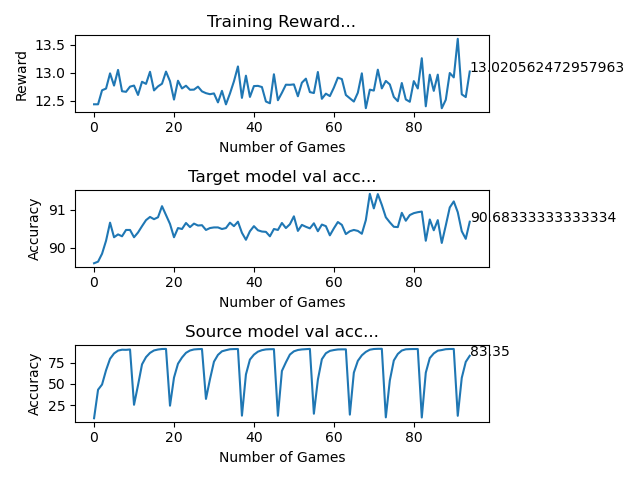 Training Reward...
13.5
13.0
12.5
Reward
13.020562472957963
0 20 40 60 80
Number of Games
Target model val acc...
91
90
Accuracy
90.68333333333334
0 20 40 60 80
Number of Games
Source model val acc...
75
50
25
Accuracy
83.35
0 20 40 60 80
Number of Games